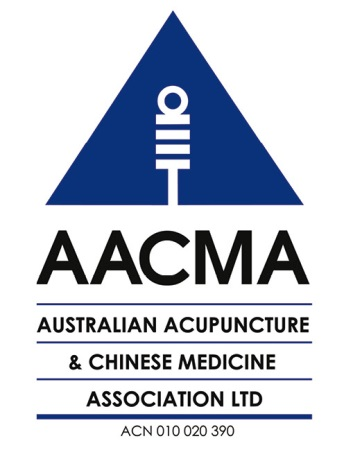 AACMA
AUSTRALIAN ACUPUNCTURE
& CHINESE MEDICINE
ASSOCIATION LTD
ACN 010 020 390